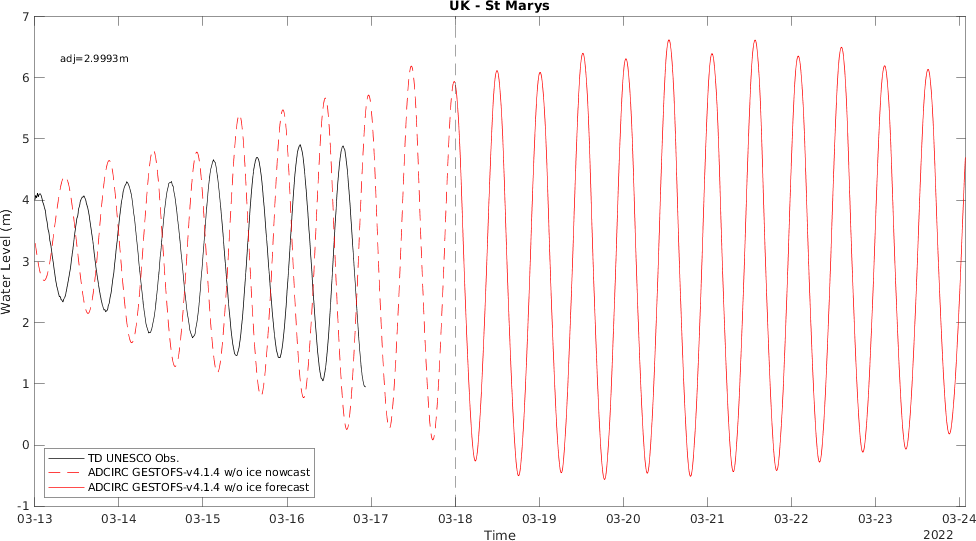 UK - St Marys
adj=2.9993m
7
6
5
4
3
2
1
0
-1
Water Level (m)
TD UNESCO Obs.
ADCIRC GESTOFS-v4.1.4 w/o ice nowcast
ADCIRC GESTOFS-v4.1.4 w/o ice forecast
03-13 03-14 03-15 03-16 03-17 03-18 03-19 03-20 03-21 03-22 03-23 03-24
Time
2022